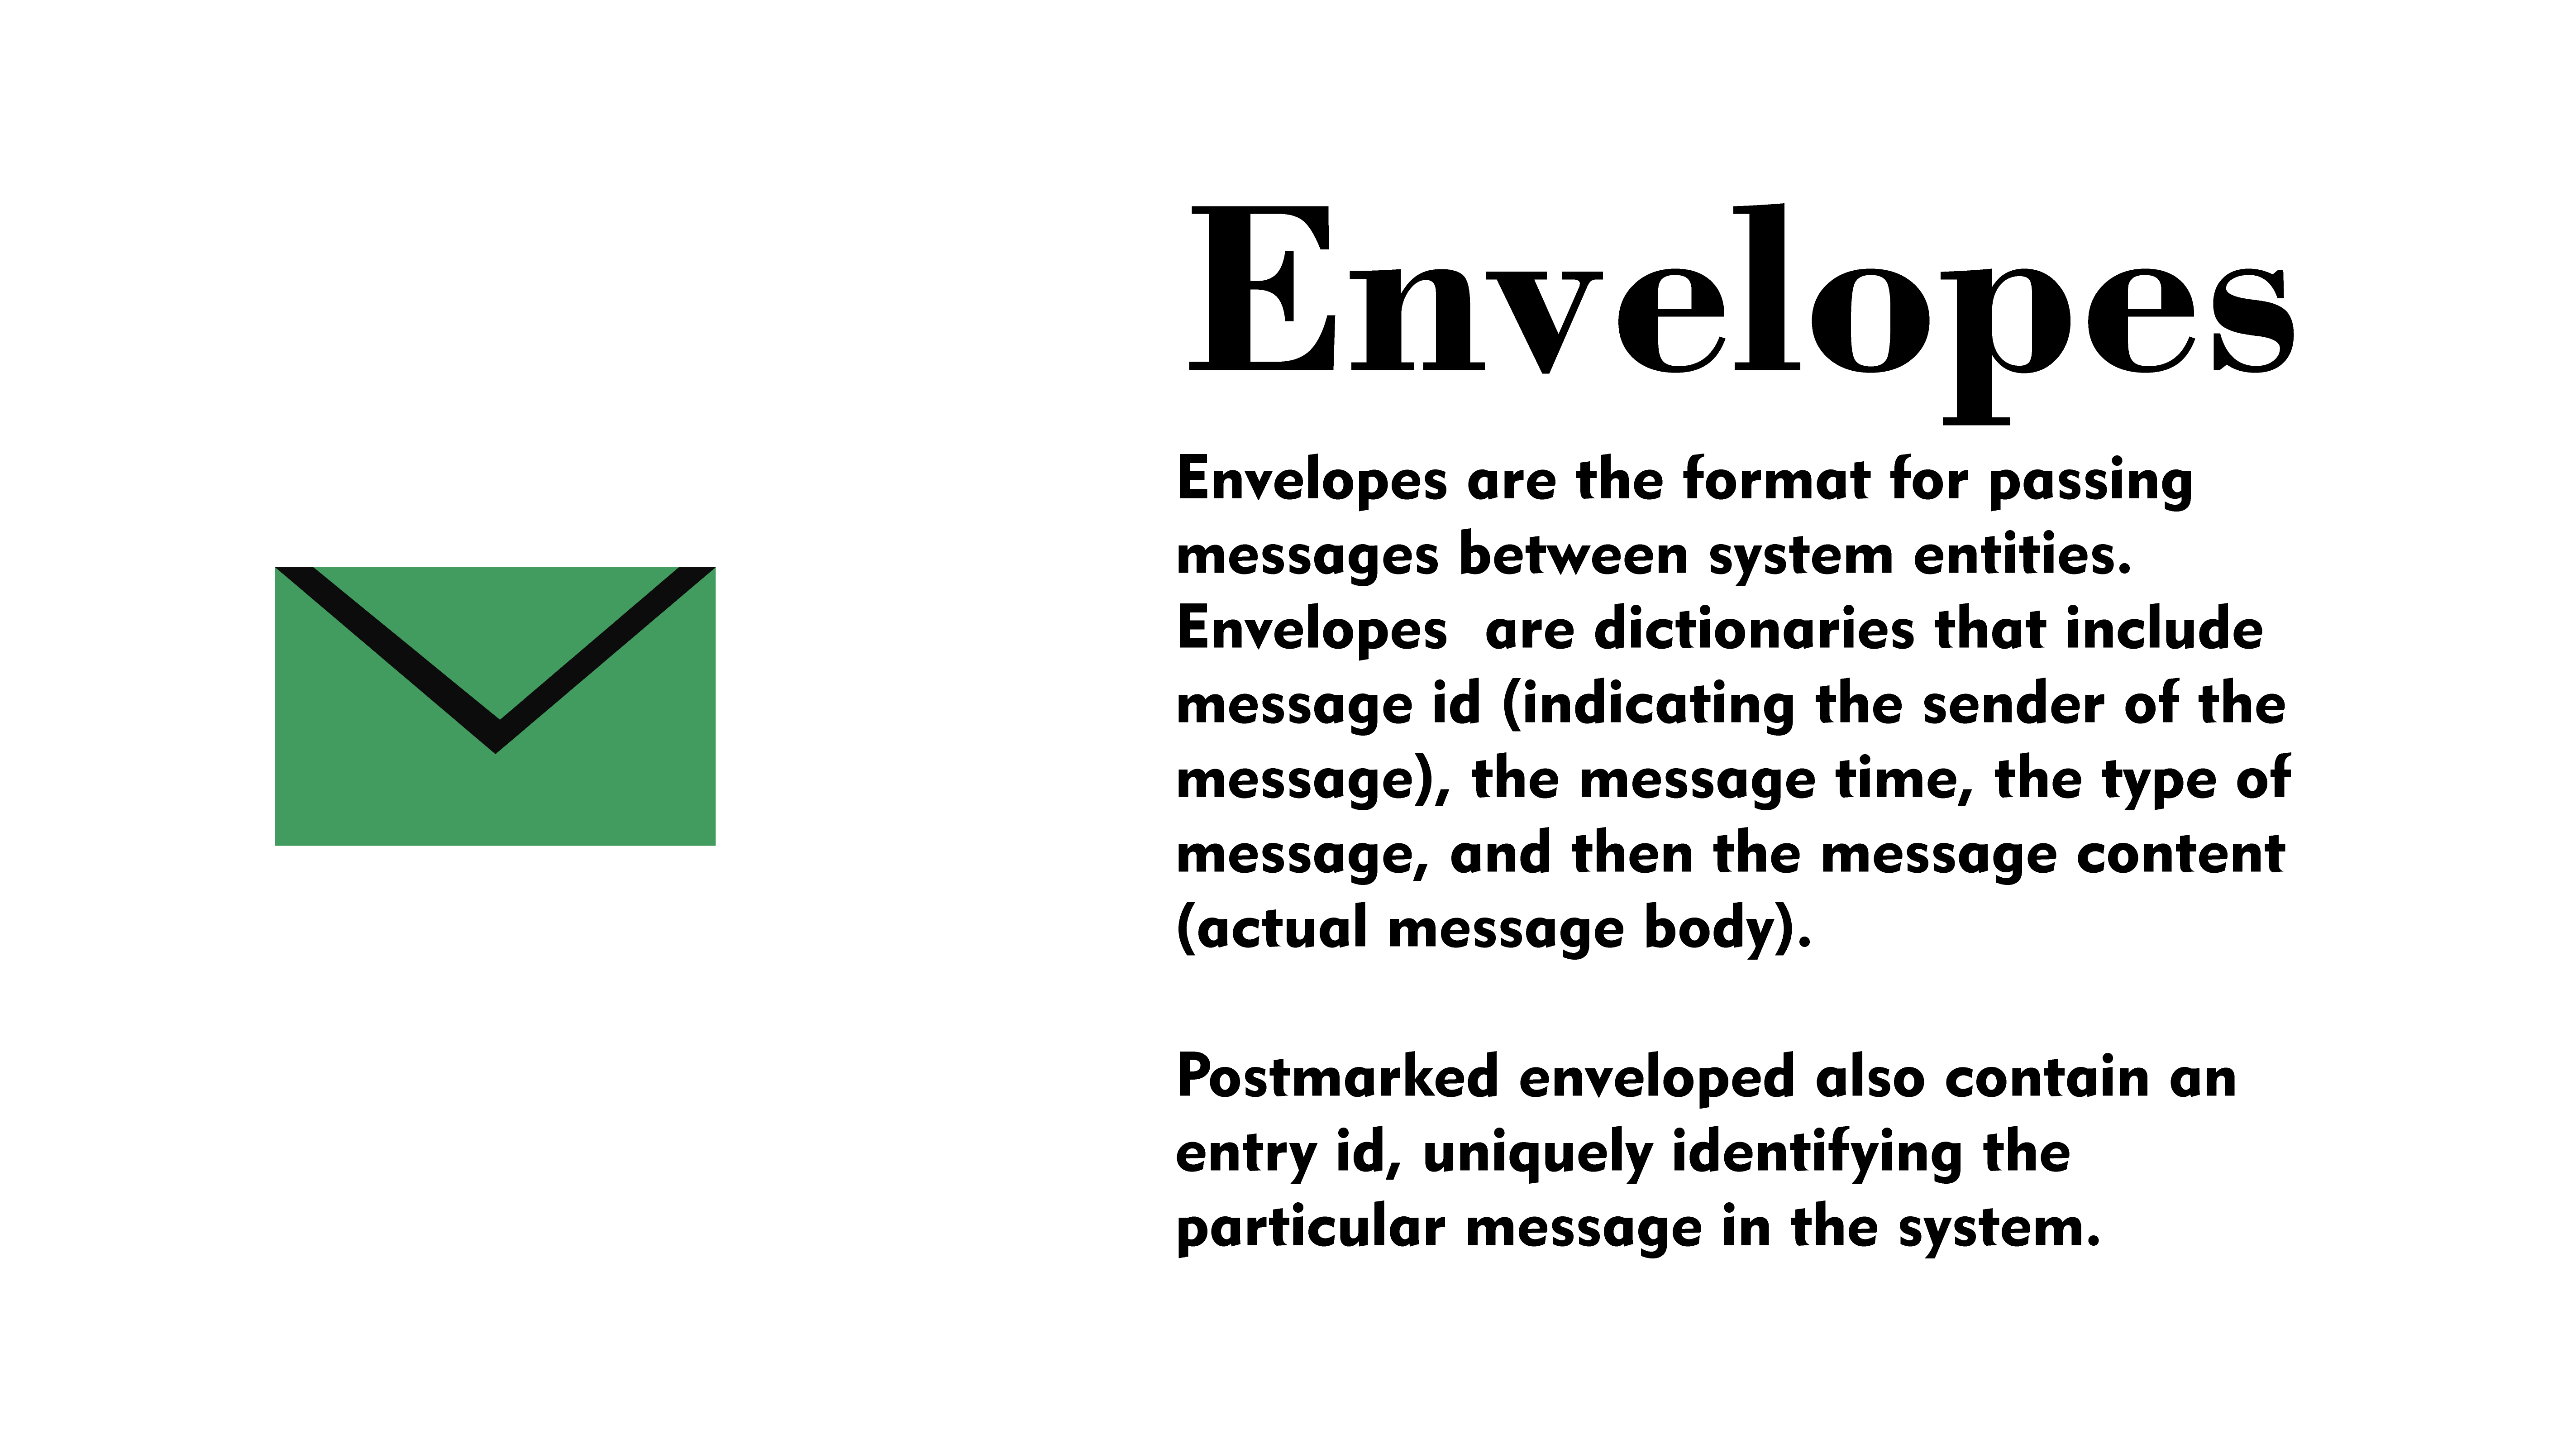 Envelopes
Envelopes are the format for passing
messages between system entities.
Envelopes  are dictionaries that include
message id (indicating the sender of the
message), the message time, the type of
message, and then the message content
(actual message body).
Postmarked enveloped also contain an
entry id, uniquely identifying the
particular message in the system.